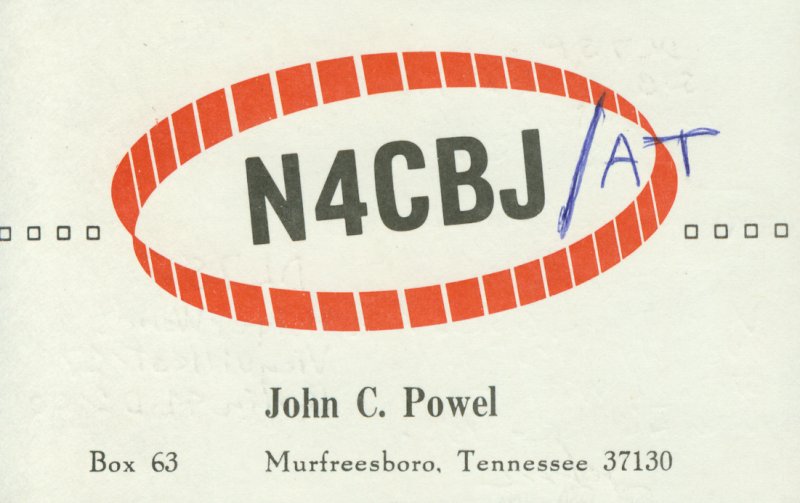 N4CBJ/AT
John C. Powel
Box 63 Murfreesboro, Tennessee 37130